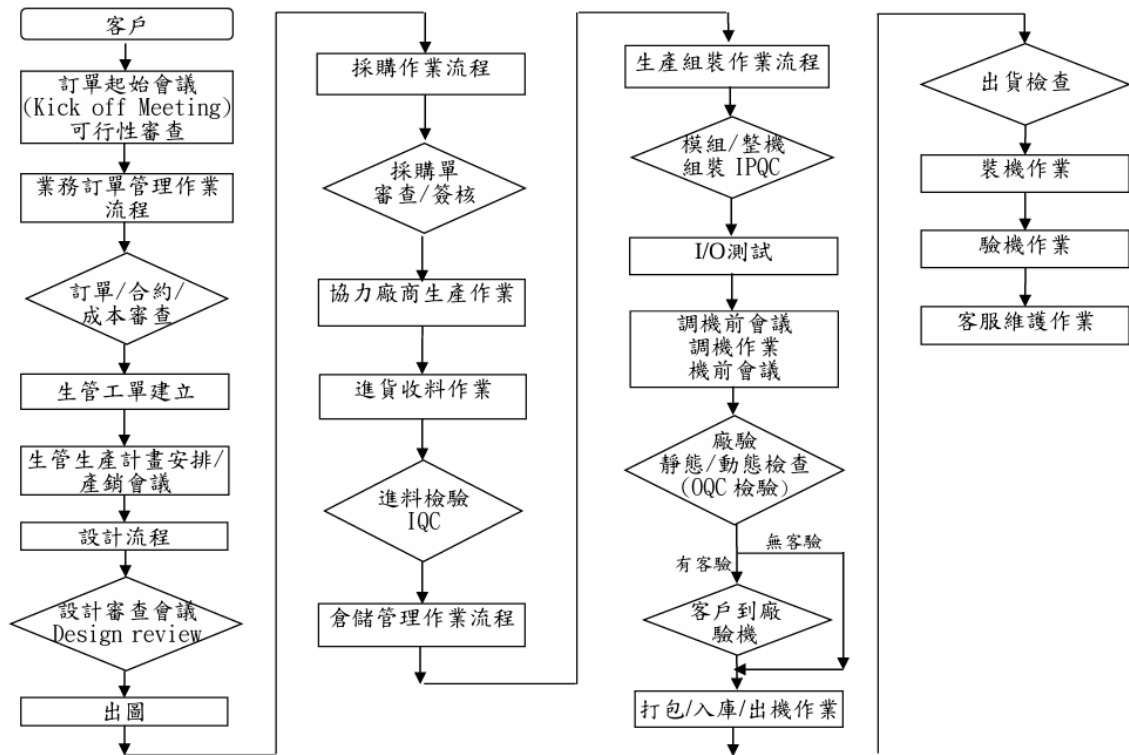 客戶
訂單起始會議
(Kick off Meeting)
可行性審查
業務訂單管理作業
流程
訂單/合約/
成本審查
生管工單建立
生管生產計畫安排/
產銷會議
設計流程
設計審查會議
Design review
出圖
採購作業流程
採購單
審查/簽核
協力廠商生產作業
進貨收料作業
進料檢驗
IQC
倉儲管理作業流程
生產組裝作業流程
模組/整機
組裝 IPQC
I/O測試
調機前會議
調機作業
機前會議
廠驗
靜態/動態檢查
(OQC 檢驗)
無客驗
有客驗
客戶到廠
驗機
打包/入庫/出機作業
出貨檢查
裝機作業
驗機作業
客服維護作業